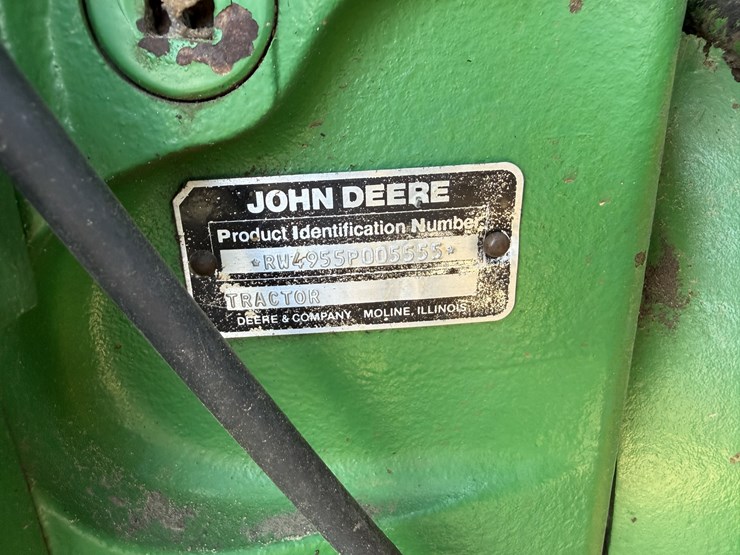 JOHN DEERE
Product Identification Number
*RW4955P005555*
TRACTOR
DEERE & COMPANY MOLINE, ILLINOIS